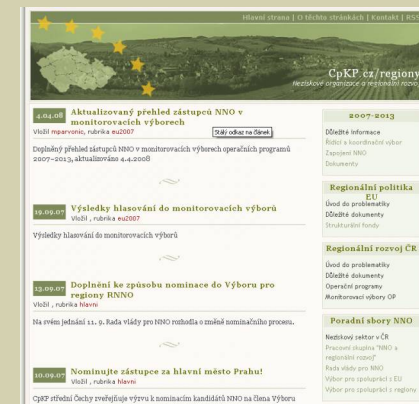 Hlavní strana | O těchto stránkách | Kontakt | RSS
CpKP.cz/regiony
Neziskové organizace a regionální rozvoj
4.04.08 Aktualizovaný přehled zástupců NNO v
monitorovacích výborech
Vložil mparvonic, rubrika eu2007
Stálý odkaz na článek
Doplněný přehled zástupců NNO v monitorovacích výborech operačních programů
2007-2013, aktualizováno 4.4.2008
19.09.07 Výsledky hlasování do monitorovacích výborů
Vložil , rubrika eu2007
Výsledky hlasování do monitorovacích výborů
13.09.07 Doplnění ke způsobu nominace do Výboru pro
regiony RNNO
Vložil , rubrika hlavni
Na svém jednání 11. 9. Rada vlády pro NNO rozhodla o změně nominačního procesu.
10.09.07 Nominujte zástupce za hlavní město Prahu!
Vložil , rubrika hlavni
CpKP střední Čechy zveřejňuje výzvu k nominacím kandidátů NNO na člena Výboru
2007-2013
Důležité informace
Řídící a koordinační výbor
Zapojení NNO
Dokumenty
Regionální politika
EU
Úvod do problematiky
Důležité dokumenty
Strukturální fondy
Regionální rozvoj ČR
Úvod do problematiky
Důležité dokumenty
Operační programy
Monitorovací výbory OP
Poradní sbory NNO
Neziskový sektor v ČR
Pracovní skupina "NNO a
regionální rozvoj"
Rada vlády pro NNO
Výbor pro spolupráci z EU
Výbor pro spolupráci z regiony